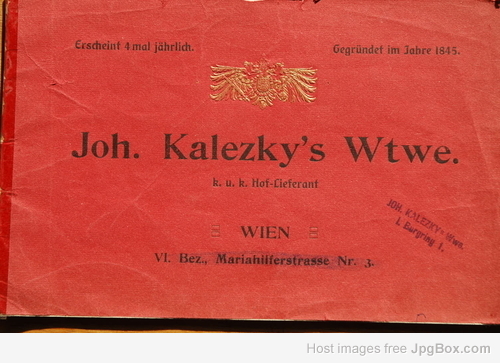 Erscheint 4 mal jährlich.
Gegründet im Jahre 1845.
Joh. Kalezky's Wtwe.
k. u. k. Hof-Lieferant
WIEN
VI. Bez., Mariahilferstrasse Nr. 3.
JOH. KALEZKY's Wwe.
I. Burgring 1.
Host images free JpgBox.com